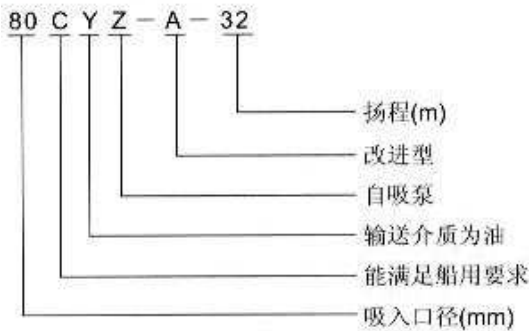 80 C Y Z - A - 32
扬程(m)
改进型
自吸泵
输送介质为油
能满足船用要求
吸入口径(mm)